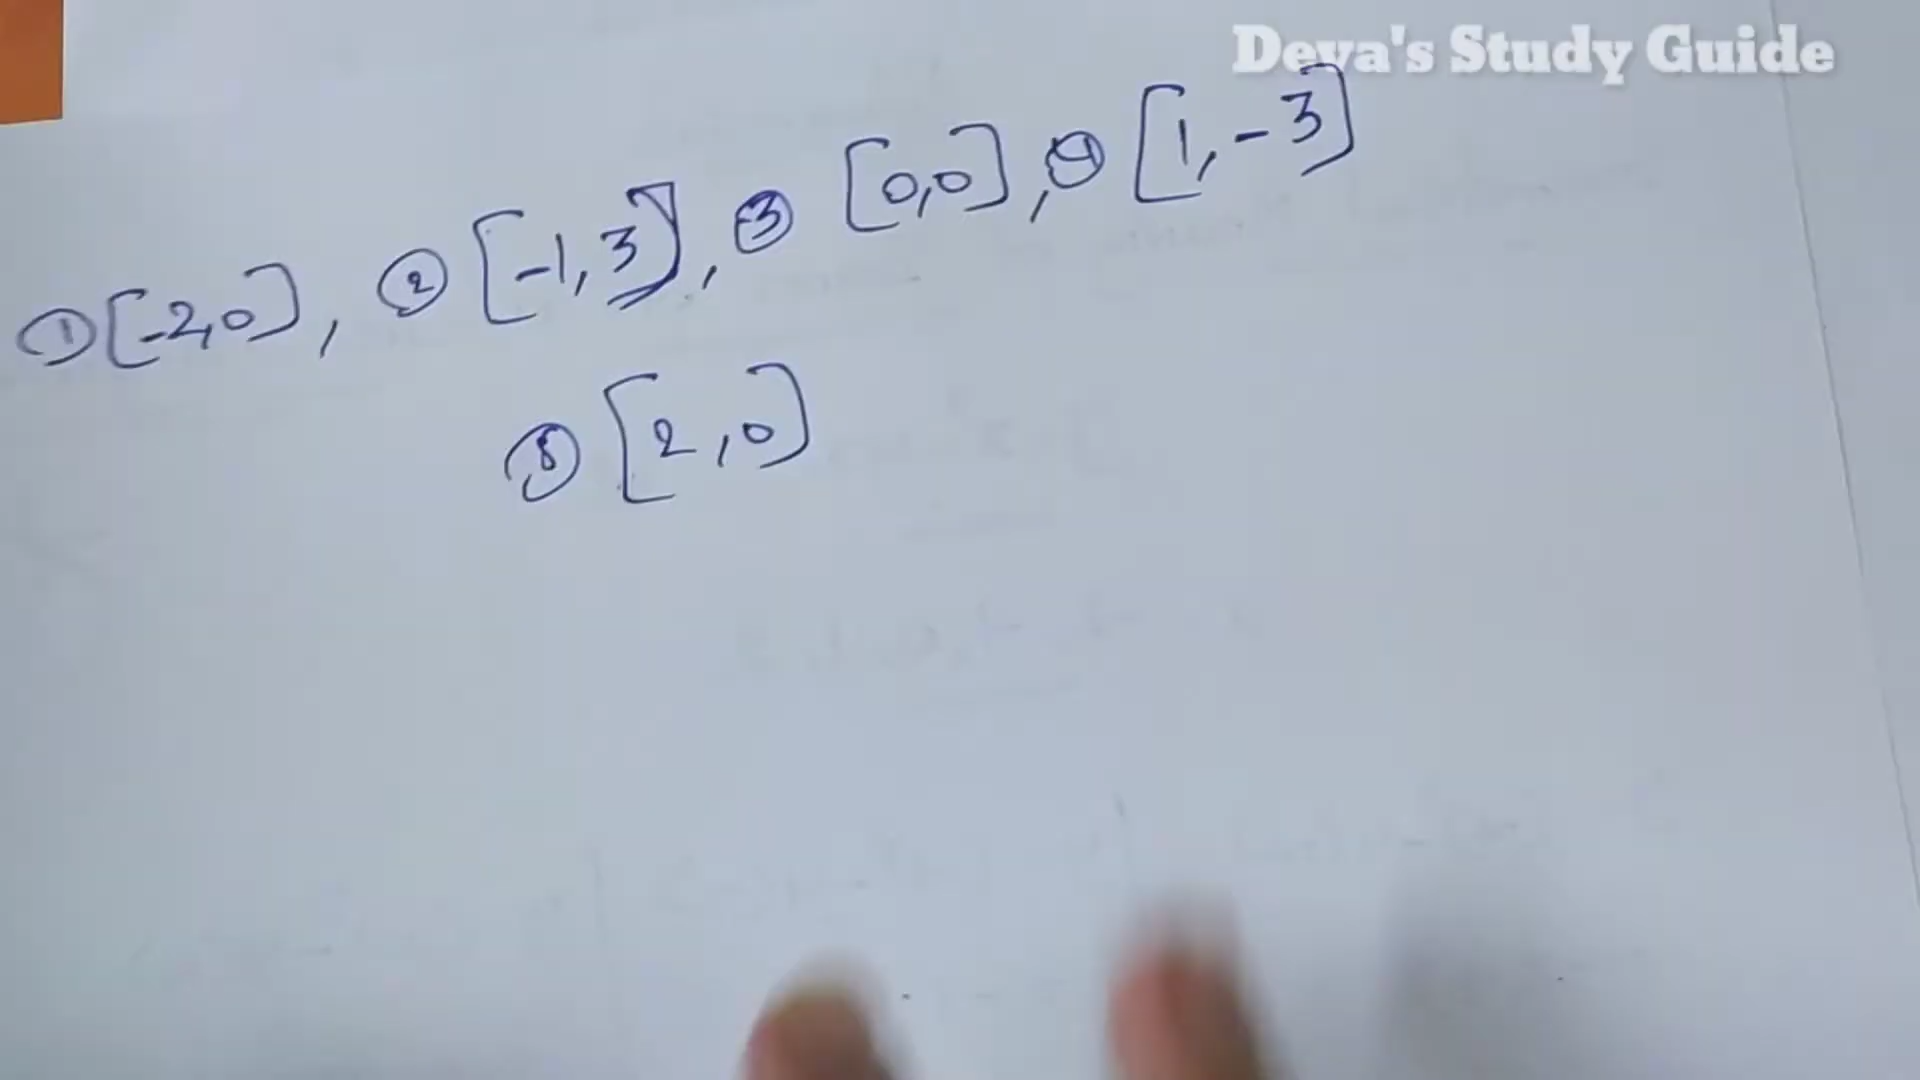 Deva's Study Guide
① [-2,0], ② [-1,3], ③ [0,0], ④ [1,-3]
⑤ [2,0]